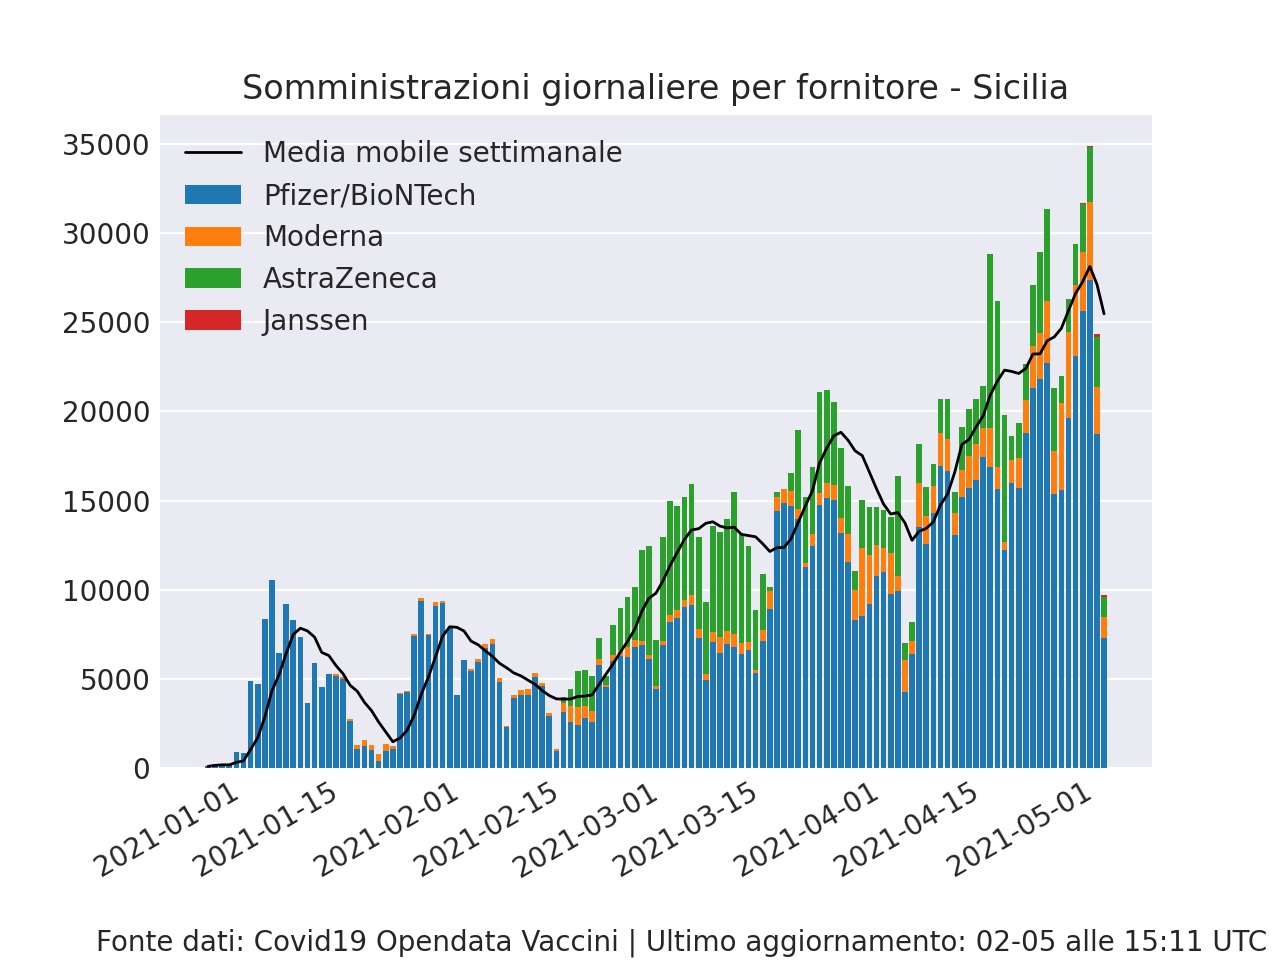 Somministrazioni giornaliere per fornitore - Sicilia
35000
30000
25000
20000
15000
10000
5000
0
Media mobile settimanale
Pfizer/BioNTech
Moderna
AstraZeneca
Janssen
2021-01-01
2021-01-15
2021-02-01
2021-02-15
2021-03-01
2021-03-15
2021-04-01
2021-04-15
2021-05-01
Fonte dati: Covid19 Opendata Vaccini | Ultimo aggiornamento: 02-05 alle 15:11 UTC